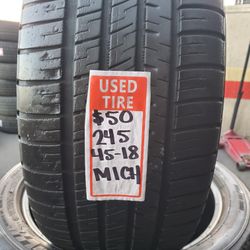 USED
TIRE
$50
245
45-18
MICH